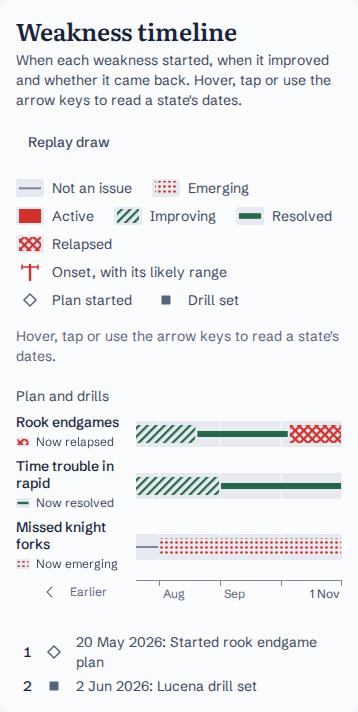 Weakness timeline
When each weakness started, when it improved
and whether it came back. Hover, tap or use the
arrow keys to read a state's dates.
Replay draw
Not an issue
Emerging
Active
Improving
Resolved
Relapsed
Onset, with its likely range
Plan started
Drill set
Hover, tap or use the arrow keys to read a state's
dates.
Plan and drills
Rook endgames
Now relapsed
Time trouble in
rapid
Now resolved
Missed knight
forks
Now emerging
Earlier
Aug
Sep
1 Nov
1
20 May 2026: Started rook endgame
plan
2
2 Jun 2026: Lucena drill set